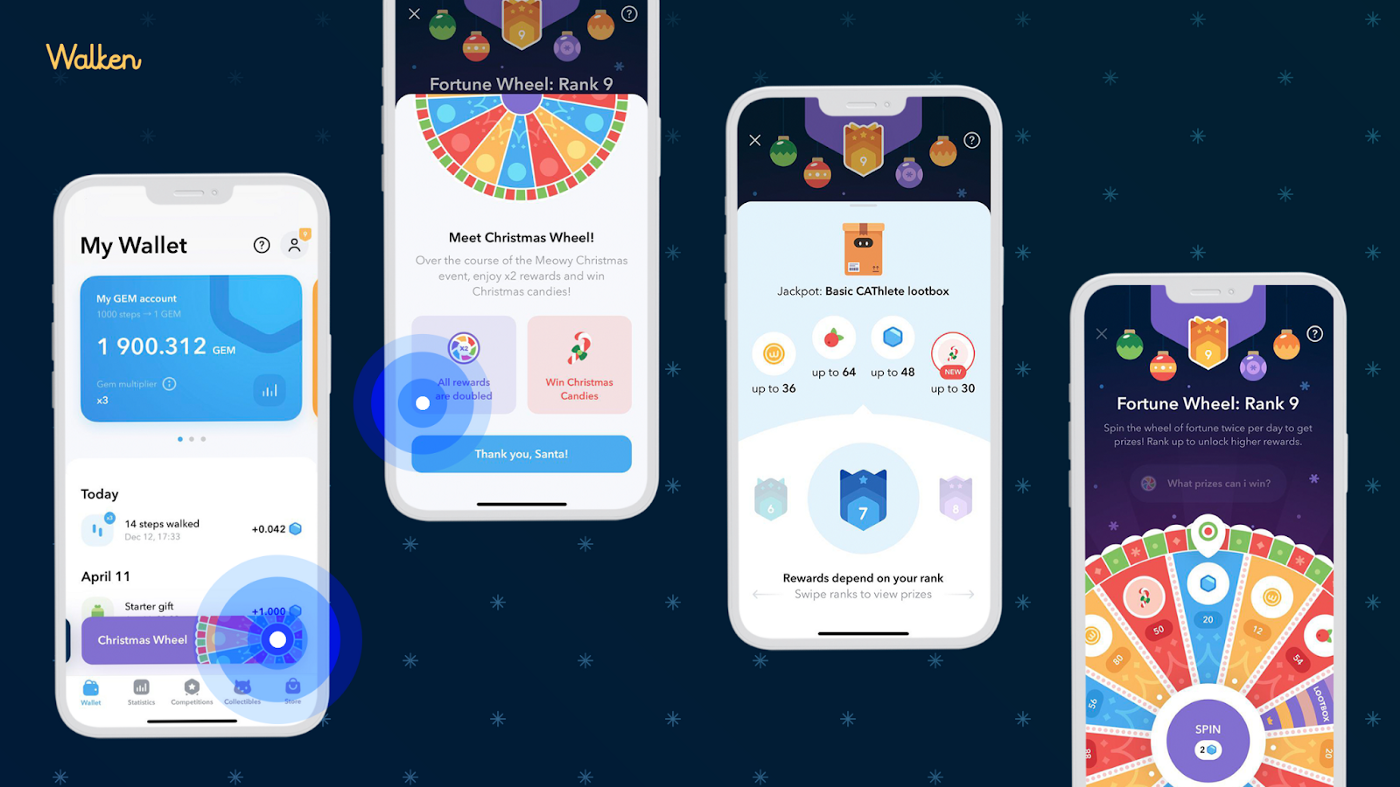 Walken
My Wallet
9
My GEM account
1000 steps → 1 GEM
1 900.312 GEM
Gem multiplier
x3
Today
x3
14 steps walked
Dec 12, 17:33
+0.042
April 11
Starter gift
+1.000
Christmas Wheel
Wallet
Statistics
Competitions
Collectibles
Store
9
Fortune Wheel: Rank 9
Meet Christmas Wheel!
Over the course of the Meowy Christmas
event, enjoy x2 rewards and win
Christmas candies!
X2
All rewards
are doubled
Win Christmas
Candies
Thank you, Santa!
9
Jackpot: Basic CAThlete lootbox
up to 36
up to 64
up to 48
NEW
up to 30
6
7
8
Rewards depend on your rank
Swipe ranks to view prizes
9
Fortune Wheel: Rank 9
Spin the wheel of fortune twice per day to get
prizes! Rank up to unlock higher rewards.
What prizes can i win?
50
20
12
80
54
56
LOOTBOX
88
20
SPIN
2